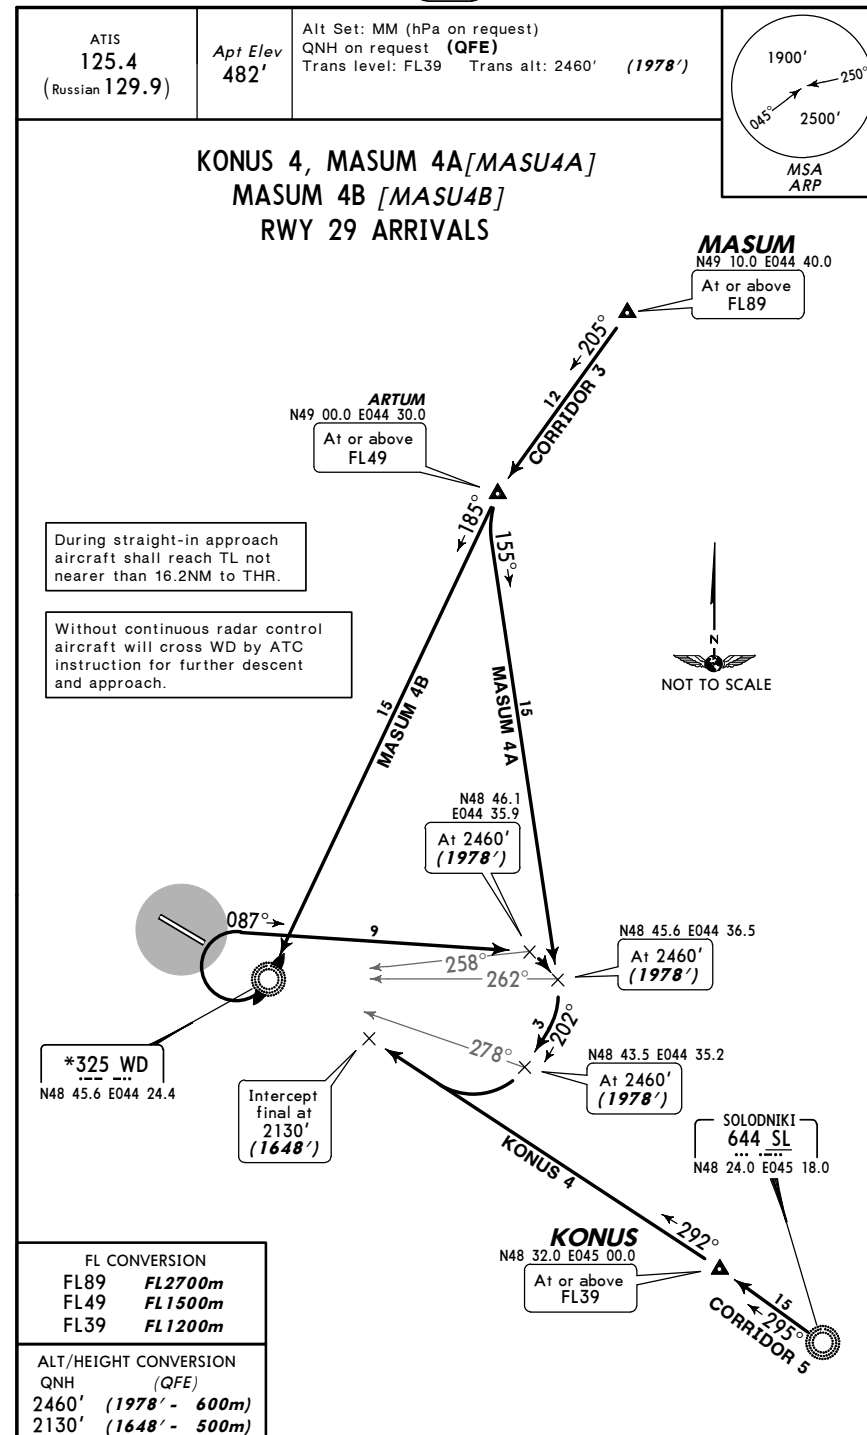 ATIS
125.4
(Russian 129.9)
Apt Elev
482'
Alt Set: MM (hPa on request)
QNH on request (QFE)
Trans level: FL39 Trans alt: 2460' (1978')
1900'
250°
045°
2500'
MSA
ARP
KONUS 4, MASUM 4A[MASU4A]
MASUM 4B [MASU4B]
RWY 29 ARRIVALS
MASUM
N49 10.0 E044 40.0
At or above
FL89
205°
12
CORRIDOR 3
ARTUM
N49 00.0 E044 30.0
At or above
FL49
185°
155°
During straight-in approach
aircraft shall reach TL not
nearer than 16.2NM to THR.
Without continuous radar control
aircraft will cross WD by ATC
instruction for further descent
and approach.
N
NOT TO SCALE
15
MASUM 4B
15
MASUM 4A
N48 46.1
E044 35.9
At 2460'
(1978')
087°
9
258°
262°
N48 45.6 E044 36.5
At 2460'
(1978')
3
202°
278°
N48 43.5 E044 35.2
At 2460'
(1978')
*325 WD
N48 45.6 E044 24.4
Intercept
final at
2130'
(1648')
KONUS 4
SOLODNIKI
644 SL
N48 24.0 E045 18.0
292°
KONUS
N48 32.0 E045 00.0
At or above
FL39
15
295°
CORRIDOR 5
FL CONVERSION
FL89 FL2700m
FL49 FL1500m
FL39 FL1200m
ALT/HEIGHT CONVERSION
QNH (QFE)
2460' (1978' - 600m)
2130' (1648' - 500m)